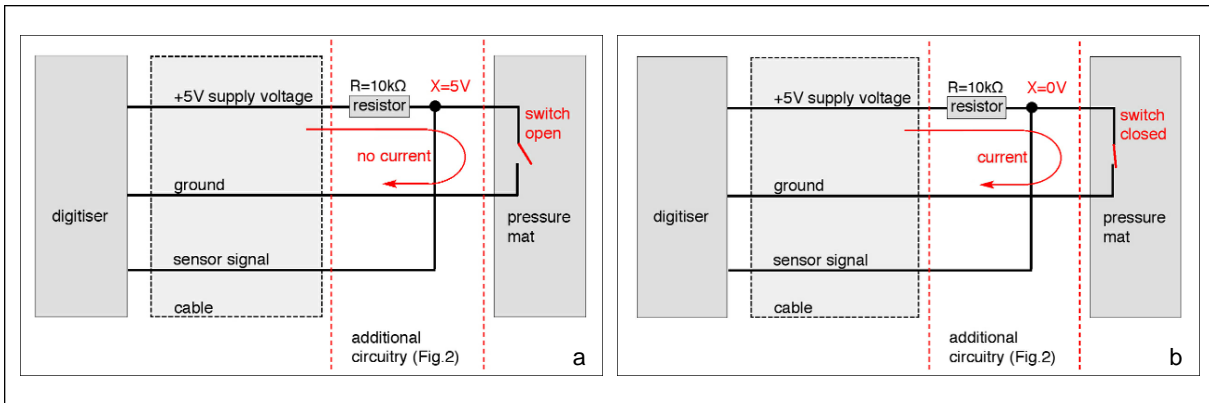 R=10kΩ
X=5V
+5V supply voltage
resistor
switch
open
no current
ground
digitiser
pressure
mat
sensor signal
cable
additional
circuitry (Fig.2)
a
R=10kΩ
X=0V
+5V supply voltage
resistor
switch
closed
current
ground
digitiser
pressure
mat
sensor signal
cable
additional
circuitry (Fig.2)
b